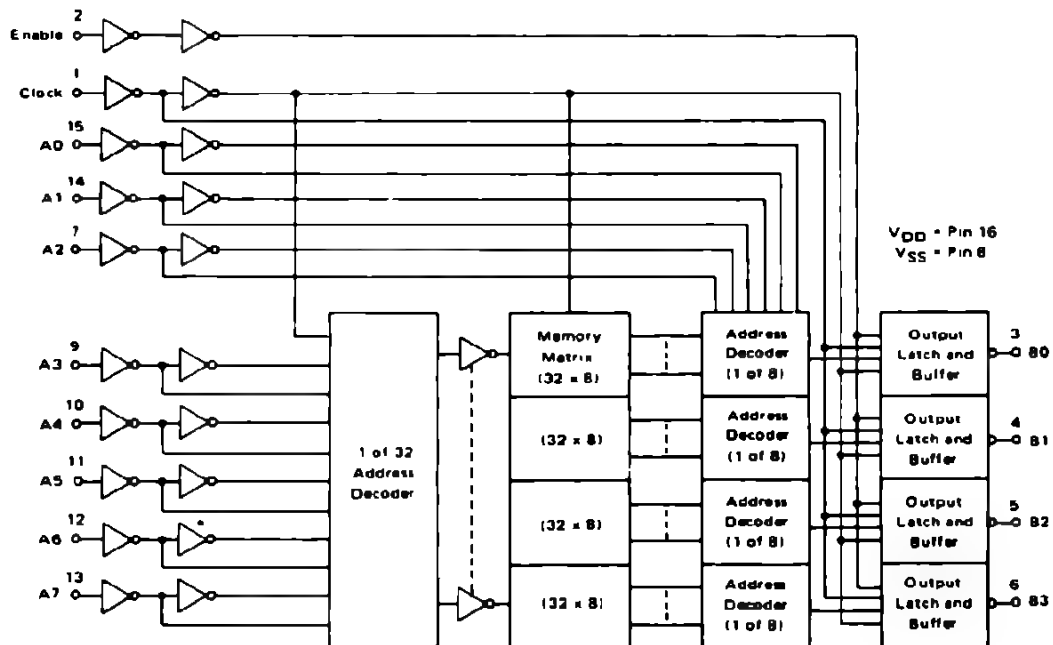 2
Enable
1
Clock
15
A0
14
A1
7
A2
VDD = Pin 16
VSS = Pin 8
9
A3
10
A4
11
A5
12
A6
13
A7
1 of 32
Address
Decoder
Memory
Matrix
(32 x 8)
(32 x 8)
(32 x 8)
(32 x 8)
Address
Decoder
(1 of 8)
Address
Decoder
(1 of 8)
Address
Decoder
(1 of 8)
Address
Decoder
(1 of 8)
Output
Latch and
Buffer
Output
Latch and
Buffer
Output
Latch and
Buffer
Output
Latch and
Buffer
3
B0
4
B1
5
B2
6
B3